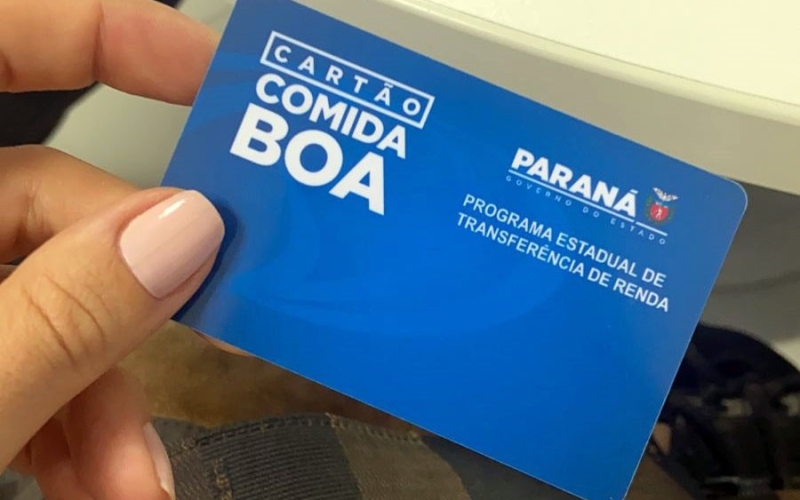 CARTÃO
COMIDA
BOA
PARANÁ
GOVERNO DO ESTADO
PROGRAMA ESTADUAL DE
TRANSFERÊNCIA DE RENDA